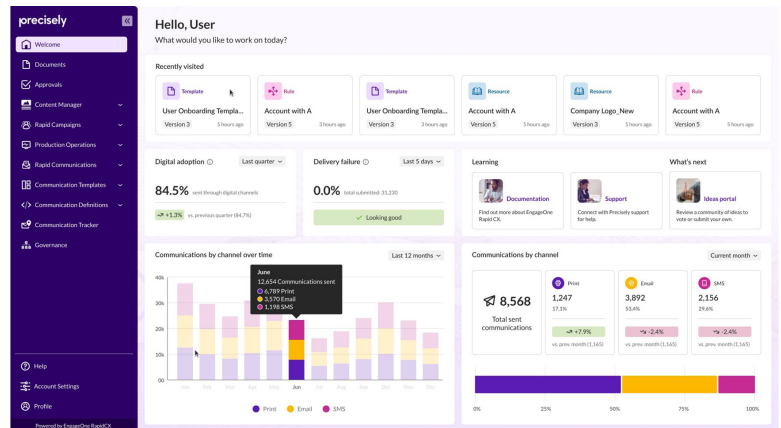 precisely
Welcome
Documents
Approvals
Content Manager
Rapid Campaigns
Production Operations
Rapid Communications
Communication Templates
Communication Definitions
Communication Tracker
Governance
Help
Account Settings
Profile
Powered by EngageOne RapidCX
Hello, User
What would you like to work on today?
Recently visited
Template
User Onboarding Templa...
Version 3
5 hours ago
Rule
Account with A
Version 5
3 hours ago
Template
User Onboarding Templa...
Version 3
5 hours ago
Resource
Account with A
Version 5
5 hours ago
Resource
Company Logo_New
Version 3
5 hours ago
Rule
Account with A
Version 5
3 hours ago
Digital adoption
Last quarter
84.5% sent through digital channels
+1.3% vs. previous quarter (84.7%)
Delivery failure
Last 5 days
0.0% total submitted: 31,230
Looking good
Learning
Documentation
Find out more about EngageOne
Rapid CX.
Support
Connect with Precisely support
for help.
What's next
Ideas portal
Review a community of ideas to
vote or submit your own.
Communications by channel over time
Last 12 months
40k
30k
20k
10k
00
June
12,654 Communications sent
6,789 Print
3,570 Email
1,198 SMS
Jan Feb Mar Apr May Jun Jul Aug Sep Oct Nov Dec
Print Email SMS
Communications by channel
Current month
8,568
Total sent
communications
Print
1,247
17.1%
+7.9%
vs. prev. month (1,165)
Email
3,892
53.4%
-2.4%
vs. prev. month (1,165)
SMS
2,156
29.6%
-2.4%
vs. prev. month (1,165)
0% 25% 50% 75% 100%